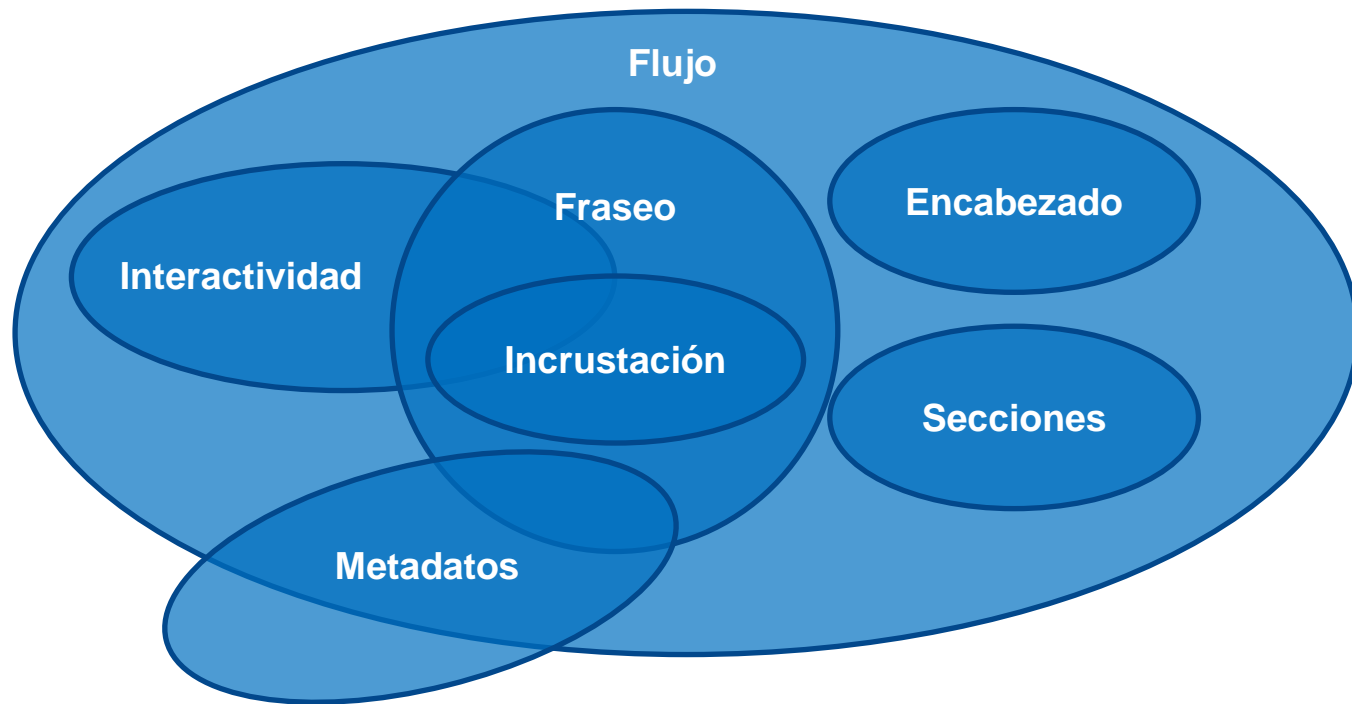 Flujo
Fraseo
Encabezado
Interactividad
Incrustación
Secciones
Metadatos